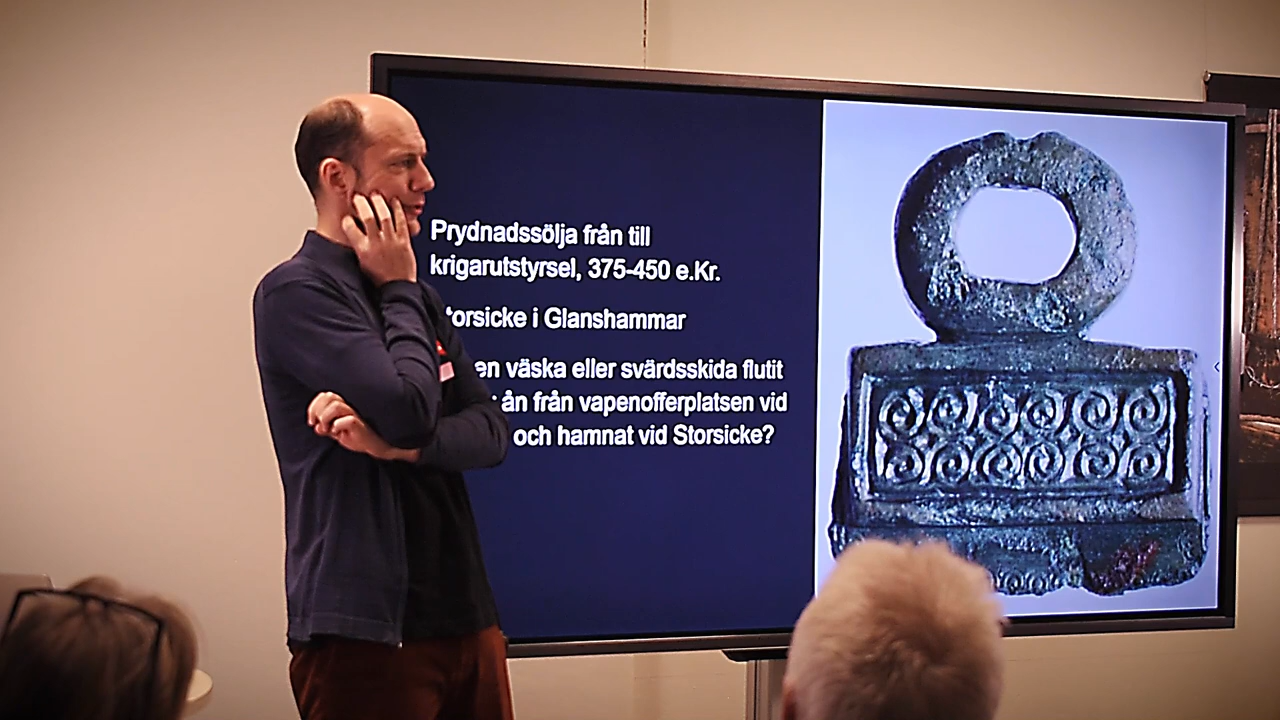 Prydnadssölja från till
krigarutstyrsel, 375-450 e.Kr.
torsicke i Glanshammar
en väska eller svärdsskida flutit
ån från vapenofferplatsen vid
och hamnat vid Storsicke?